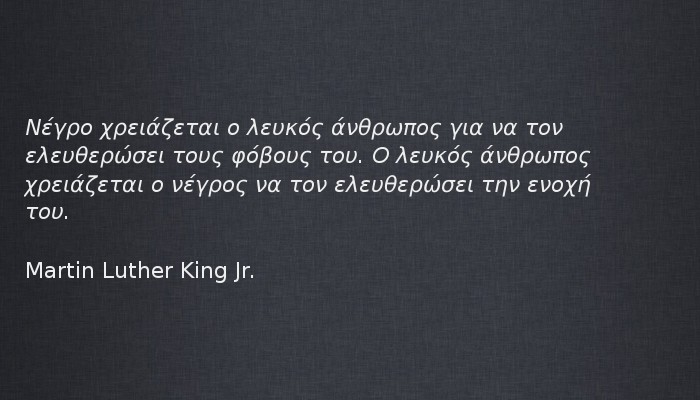 Νέγρο χρειάζεται ο λευκός άνθρωπος για να τον
ελευθερώσει τους φόβους του. Ο λευκός άνθρωπος
χρειάζεται ο νέγρος να τον ελευθερώσει την ενοχή
του.
Martin Luther King Jr.